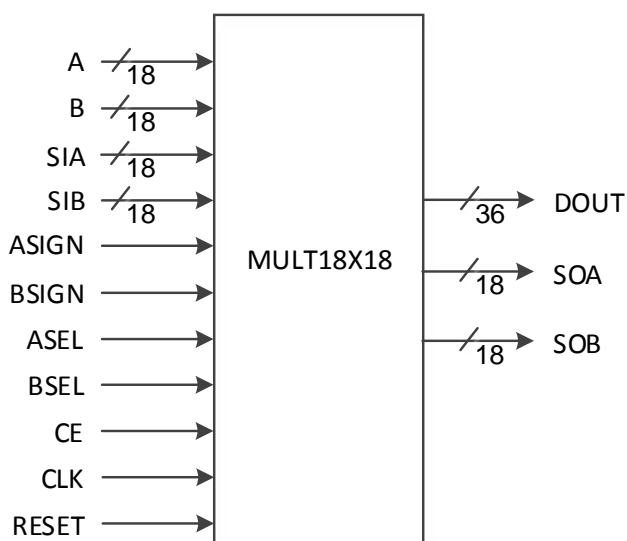 A
18
B
18
SIA
18
SIB
18
ASIGN
BSIGN
ASEL
BSEL
CE
CLK
RESET
MULT18X18
36
DOUT
18
SOA
18
SOB